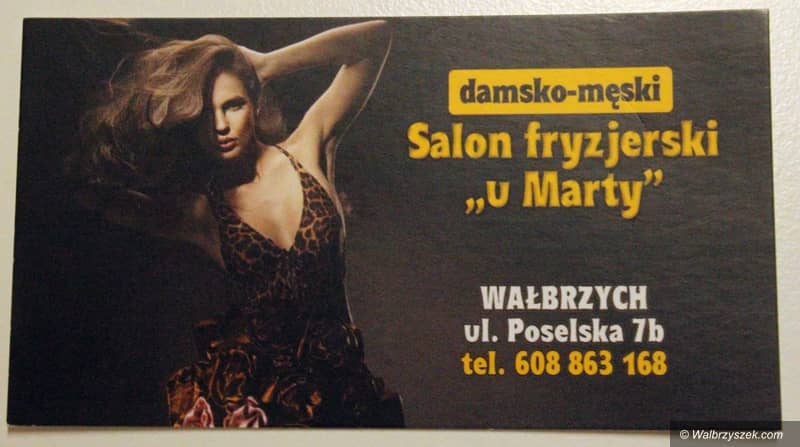 damsko-męski
Salon fryzjerski
„u Marty”
WAŁBRZYCH
ul. Poselska 7b
tel. 608 863 168
© Walbrzyszek.com